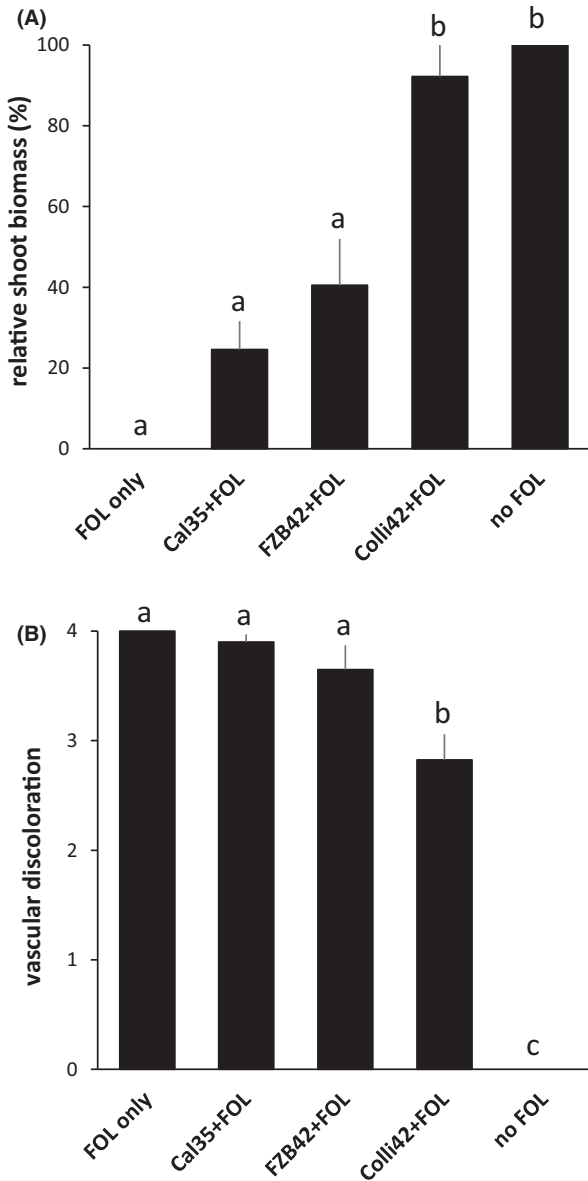 (A)
relative shoot biomass (%)
100
80
60
40
20
0
a
a
a
b
b
FOL only
Cal35+FOL
FZB42+FOL
Colli42+FOL
no FOL
(B)
vascular discoloration
4
3
2
1
0
a
a
a
b
c
FOL only
Cal35+FOL
FZB42+FOL
Colli42+FOL
no FOL